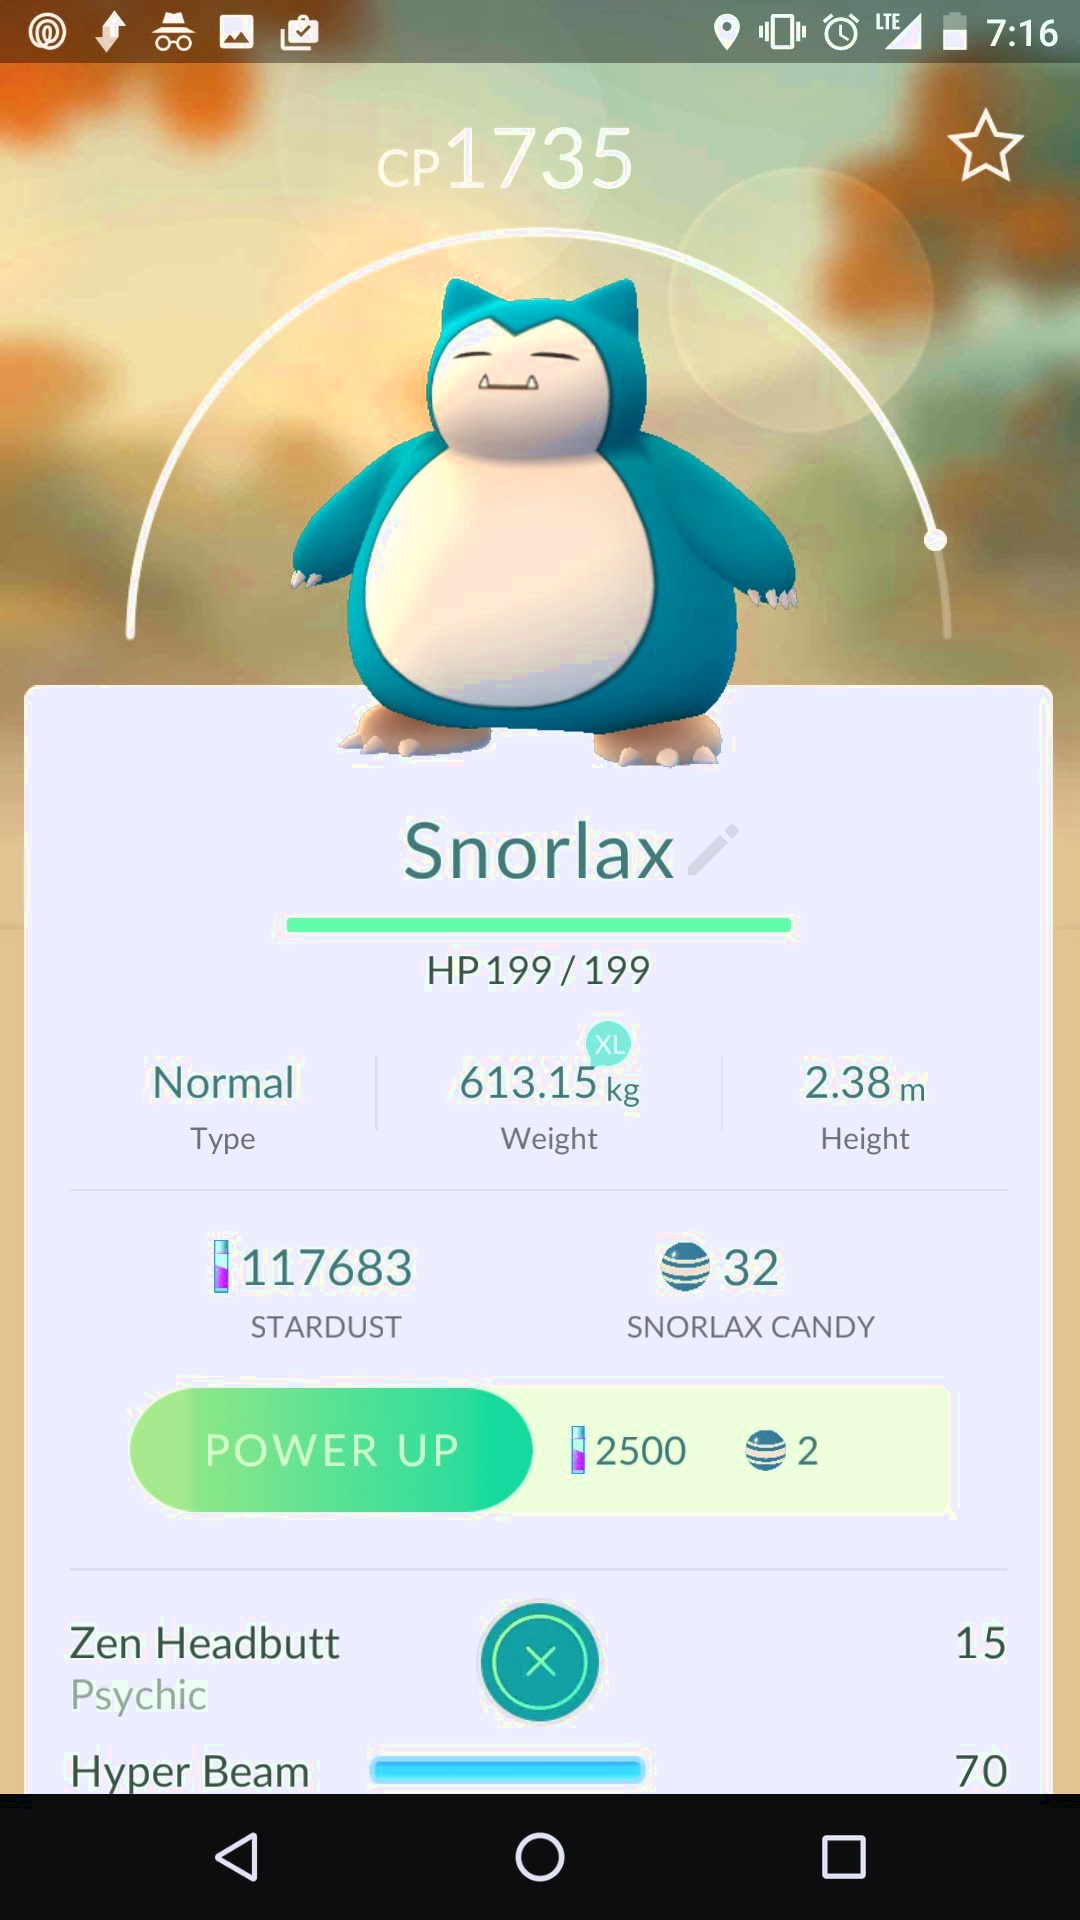 LTE 7:16
CP1735
Snorlax
HP 199 / 199
XL
Normal 613.15 kg 2.38 m
Type Weight Height
117683 32
STARDUST SNORLAX CANDY
POWER UP 2500 2
Zen Headbutt 15
Psychic
Hyper Beam 70